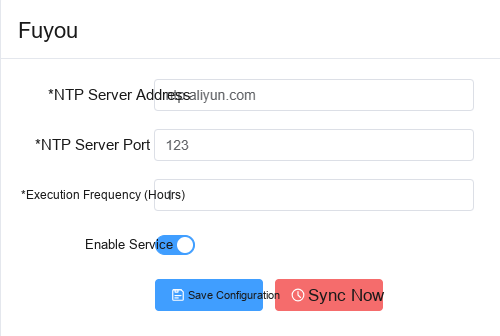 Fuyou
*NTP Server Address
ntp.aliyun.com
*NTP Server Port
123
*Execution Frequency (Hours)
Enable Service
Save Configuration
Sync Now